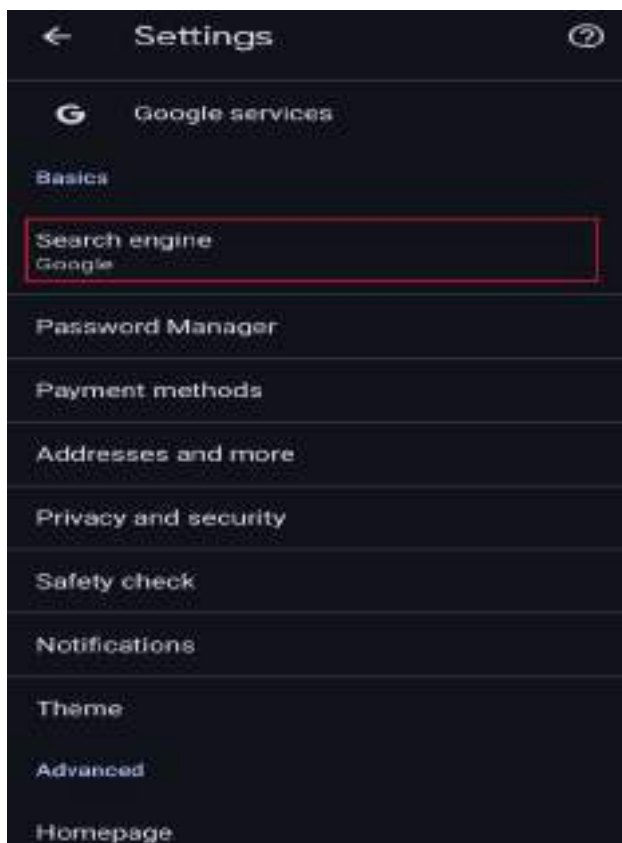 Settings
G Google services
Basics
Search engine
Google
Password Manager
Payment methods
Addresses and more
Privacy and security
Safety check
Notifications
Theme
Advanced
Homepage